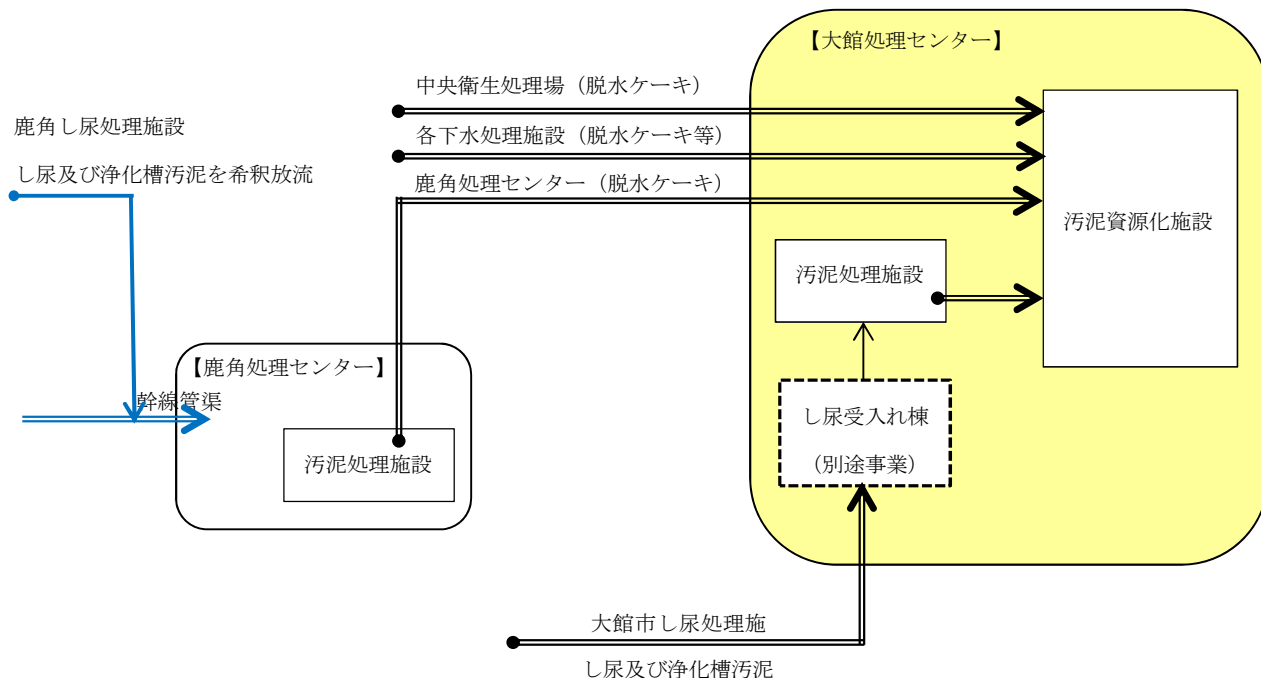 【大館処理センター】
中央衛生処理場（脱水ケーキ）
鹿角し尿処理施設
各下水処理施設（脱水ケーキ等）
し尿及び浄化槽汚泥を希釈放流
鹿角処理センター（脱水ケーキ）
汚泥資源化施設
汚泥処理施設
【鹿角処理センター】
幹線管渠
し尿受入れ棟
（別途事業）
汚泥処理施設
大館市し尿処理施
し尿及び浄化槽汚泥